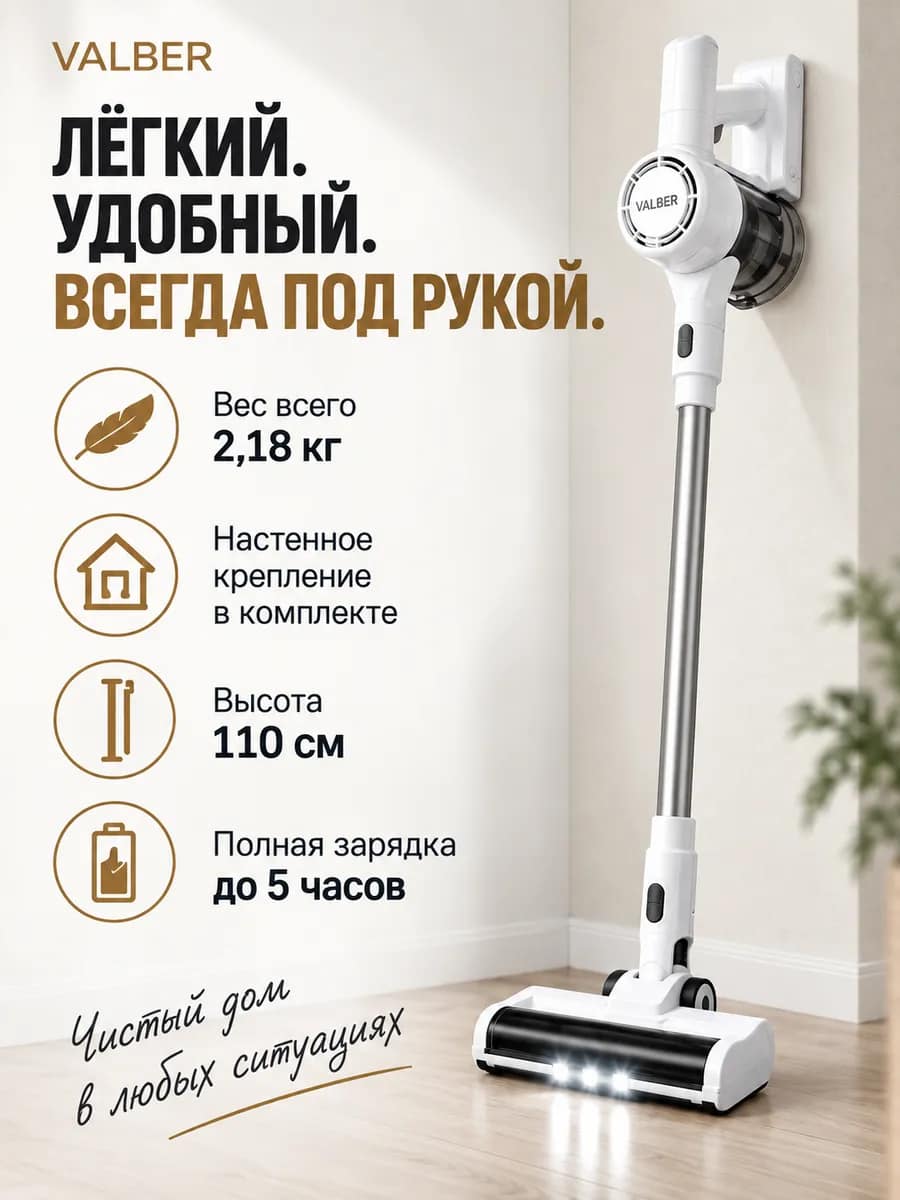 VALBER
ЛЁГКИЙ.
УДОБНЫЙ.
ВСЕГДА ПОД РУКОЙ.
VALBER
Вес всего
2,18 кг
Настенное
крепление
в комплекте
Высота
110 см
Полная зарядка
до 5 часов
Чистый дом
в любых ситуациях